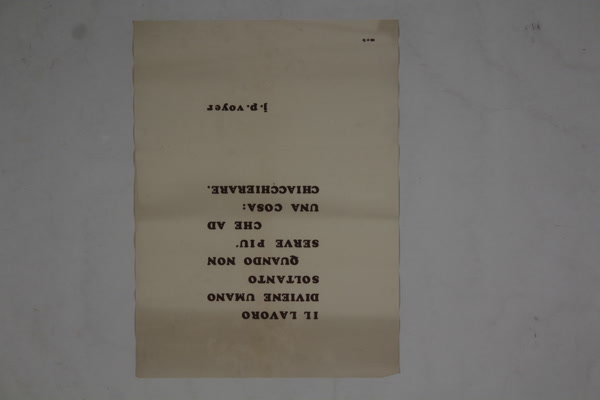 IL LAVORO
DIVIENE UMANO
SOLTANTO
QUANDO NON
SERVE PIU'
CHE AD
UNA COSA:
CHIACCHIERARE.
j.p.voyer